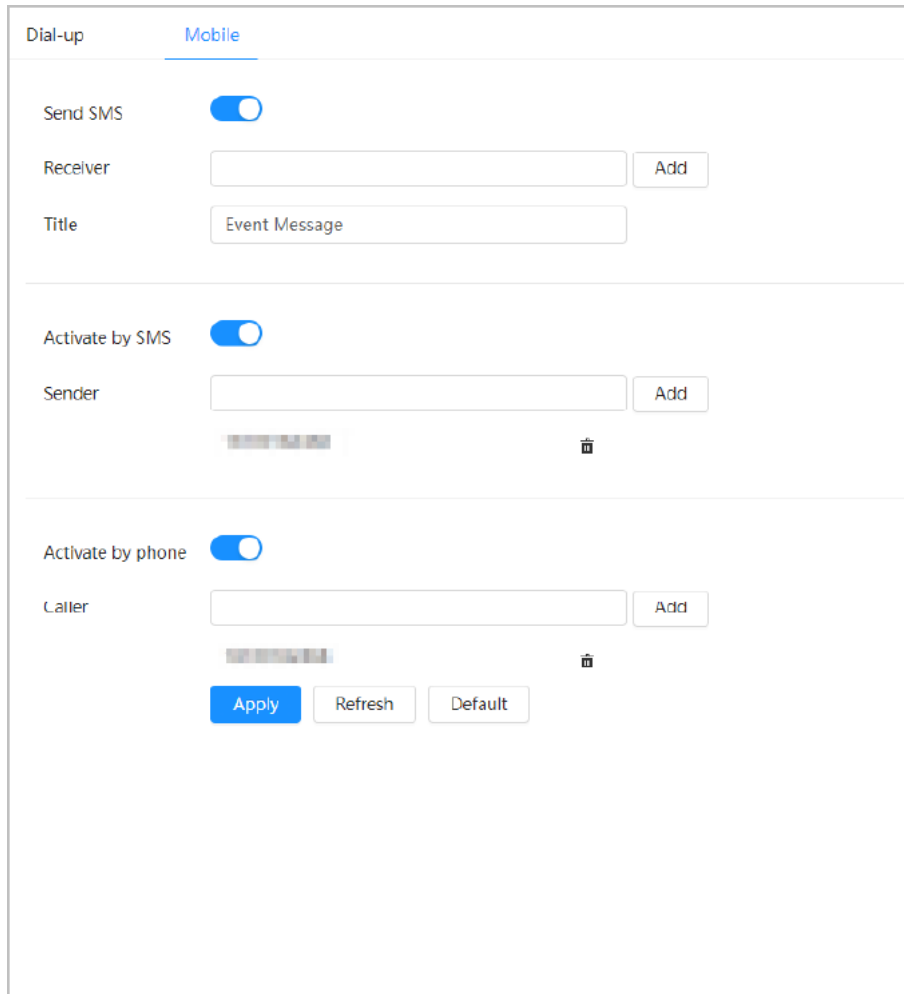 Dial-up Mobile
Send SMS
Receiver Add
Title Event Message
Activate by SMS
Sender Add
Activate by phone
Caller Add
Apply Refresh Default